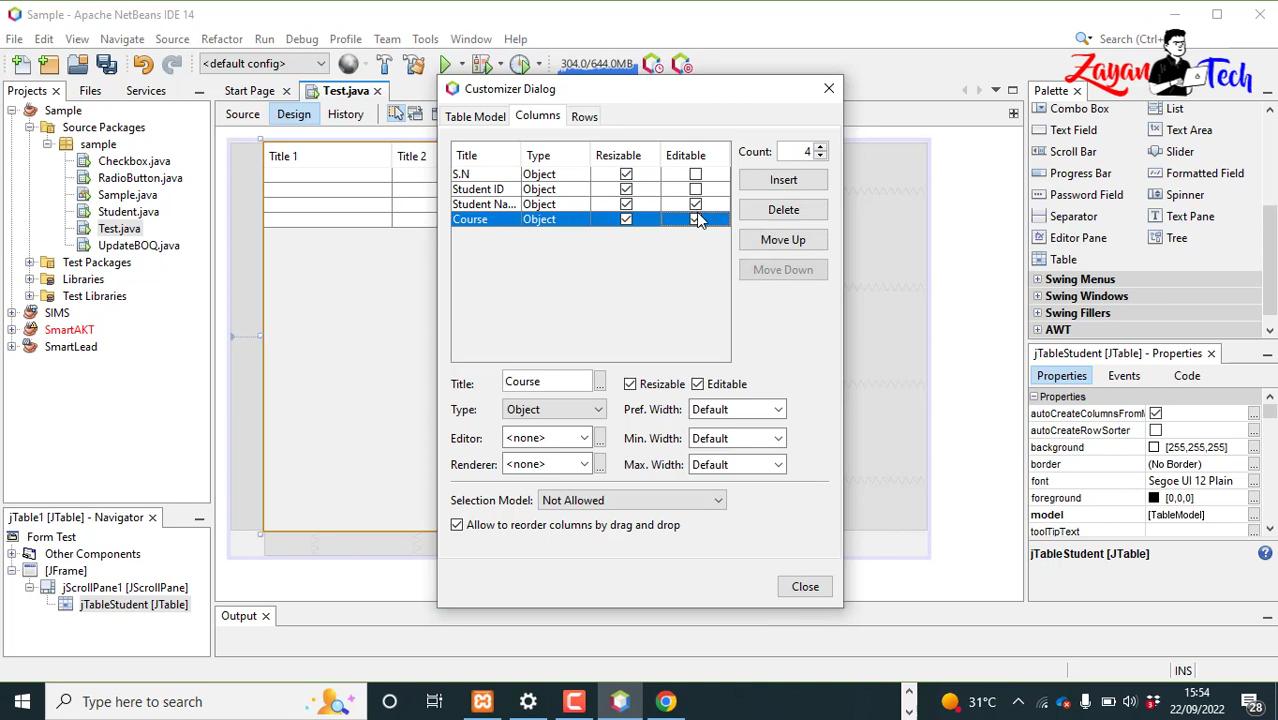 Sample - Apache NetBeans IDE 14
File Edit View Navigate Source Refactor Run Debug Profile Team Tools Window Help
Search (Ctrl+
<default config>
304.0/644.0MB
Zayan Tech
Projects Files Services
Start Page Test.java
Source Design History
Sample
Source Packages
sample
Checkbox.java
RadioButton.java
Sample.java
Student.java
Test.java
UpdateBOQ.java
Test Packages
Libraries
Test Libraries
SIMS
SmartAKT
SmartLead
jTable1 [JTable] - Navigator
Form Test
Other Components
[JFrame]
jScrollPane1 [JScrollPane]
jTableStudent [JTable]
Title 1 Title 2
Customizer Dialog
Table Model Columns Rows
Title Type Resizable Editable
S.N Object
Student ID Object
Student Na... Object
Course Object
Count: 4
Insert
Delete
Move Up
Move Down
Title: Course ... Resizable Editable
Type: Object Pref. Width: Default
Editor: <none> ... Min. Width: Default
Renderer: <none> ... Max. Width: Default
Selection Model: Not Allowed
Allow to reorder columns by drag and drop
Close
Output
Palette
Combo Box List
Text Field Text Area
Scroll Bar Slider
Progress Bar Formatted Field
Password Field Spinner
Separator Text Pane
Editor Pane Tree
Table
Swing Menus
Swing Windows
Swing Fillers
AWT
jTableStudent [JTable] - Properties
Properties Events Code
Properties
autoCreateColumnsFromM
autoCreateRowSorter
background [255,255,255]
border (No Border)
font Segoe UI 12 Plain
foreground [0,0,0]
model [TableModel]
toolTipText
jTableStudent [JTable]
INS
Type here to search
31°C
15:54
22/09/2022
28